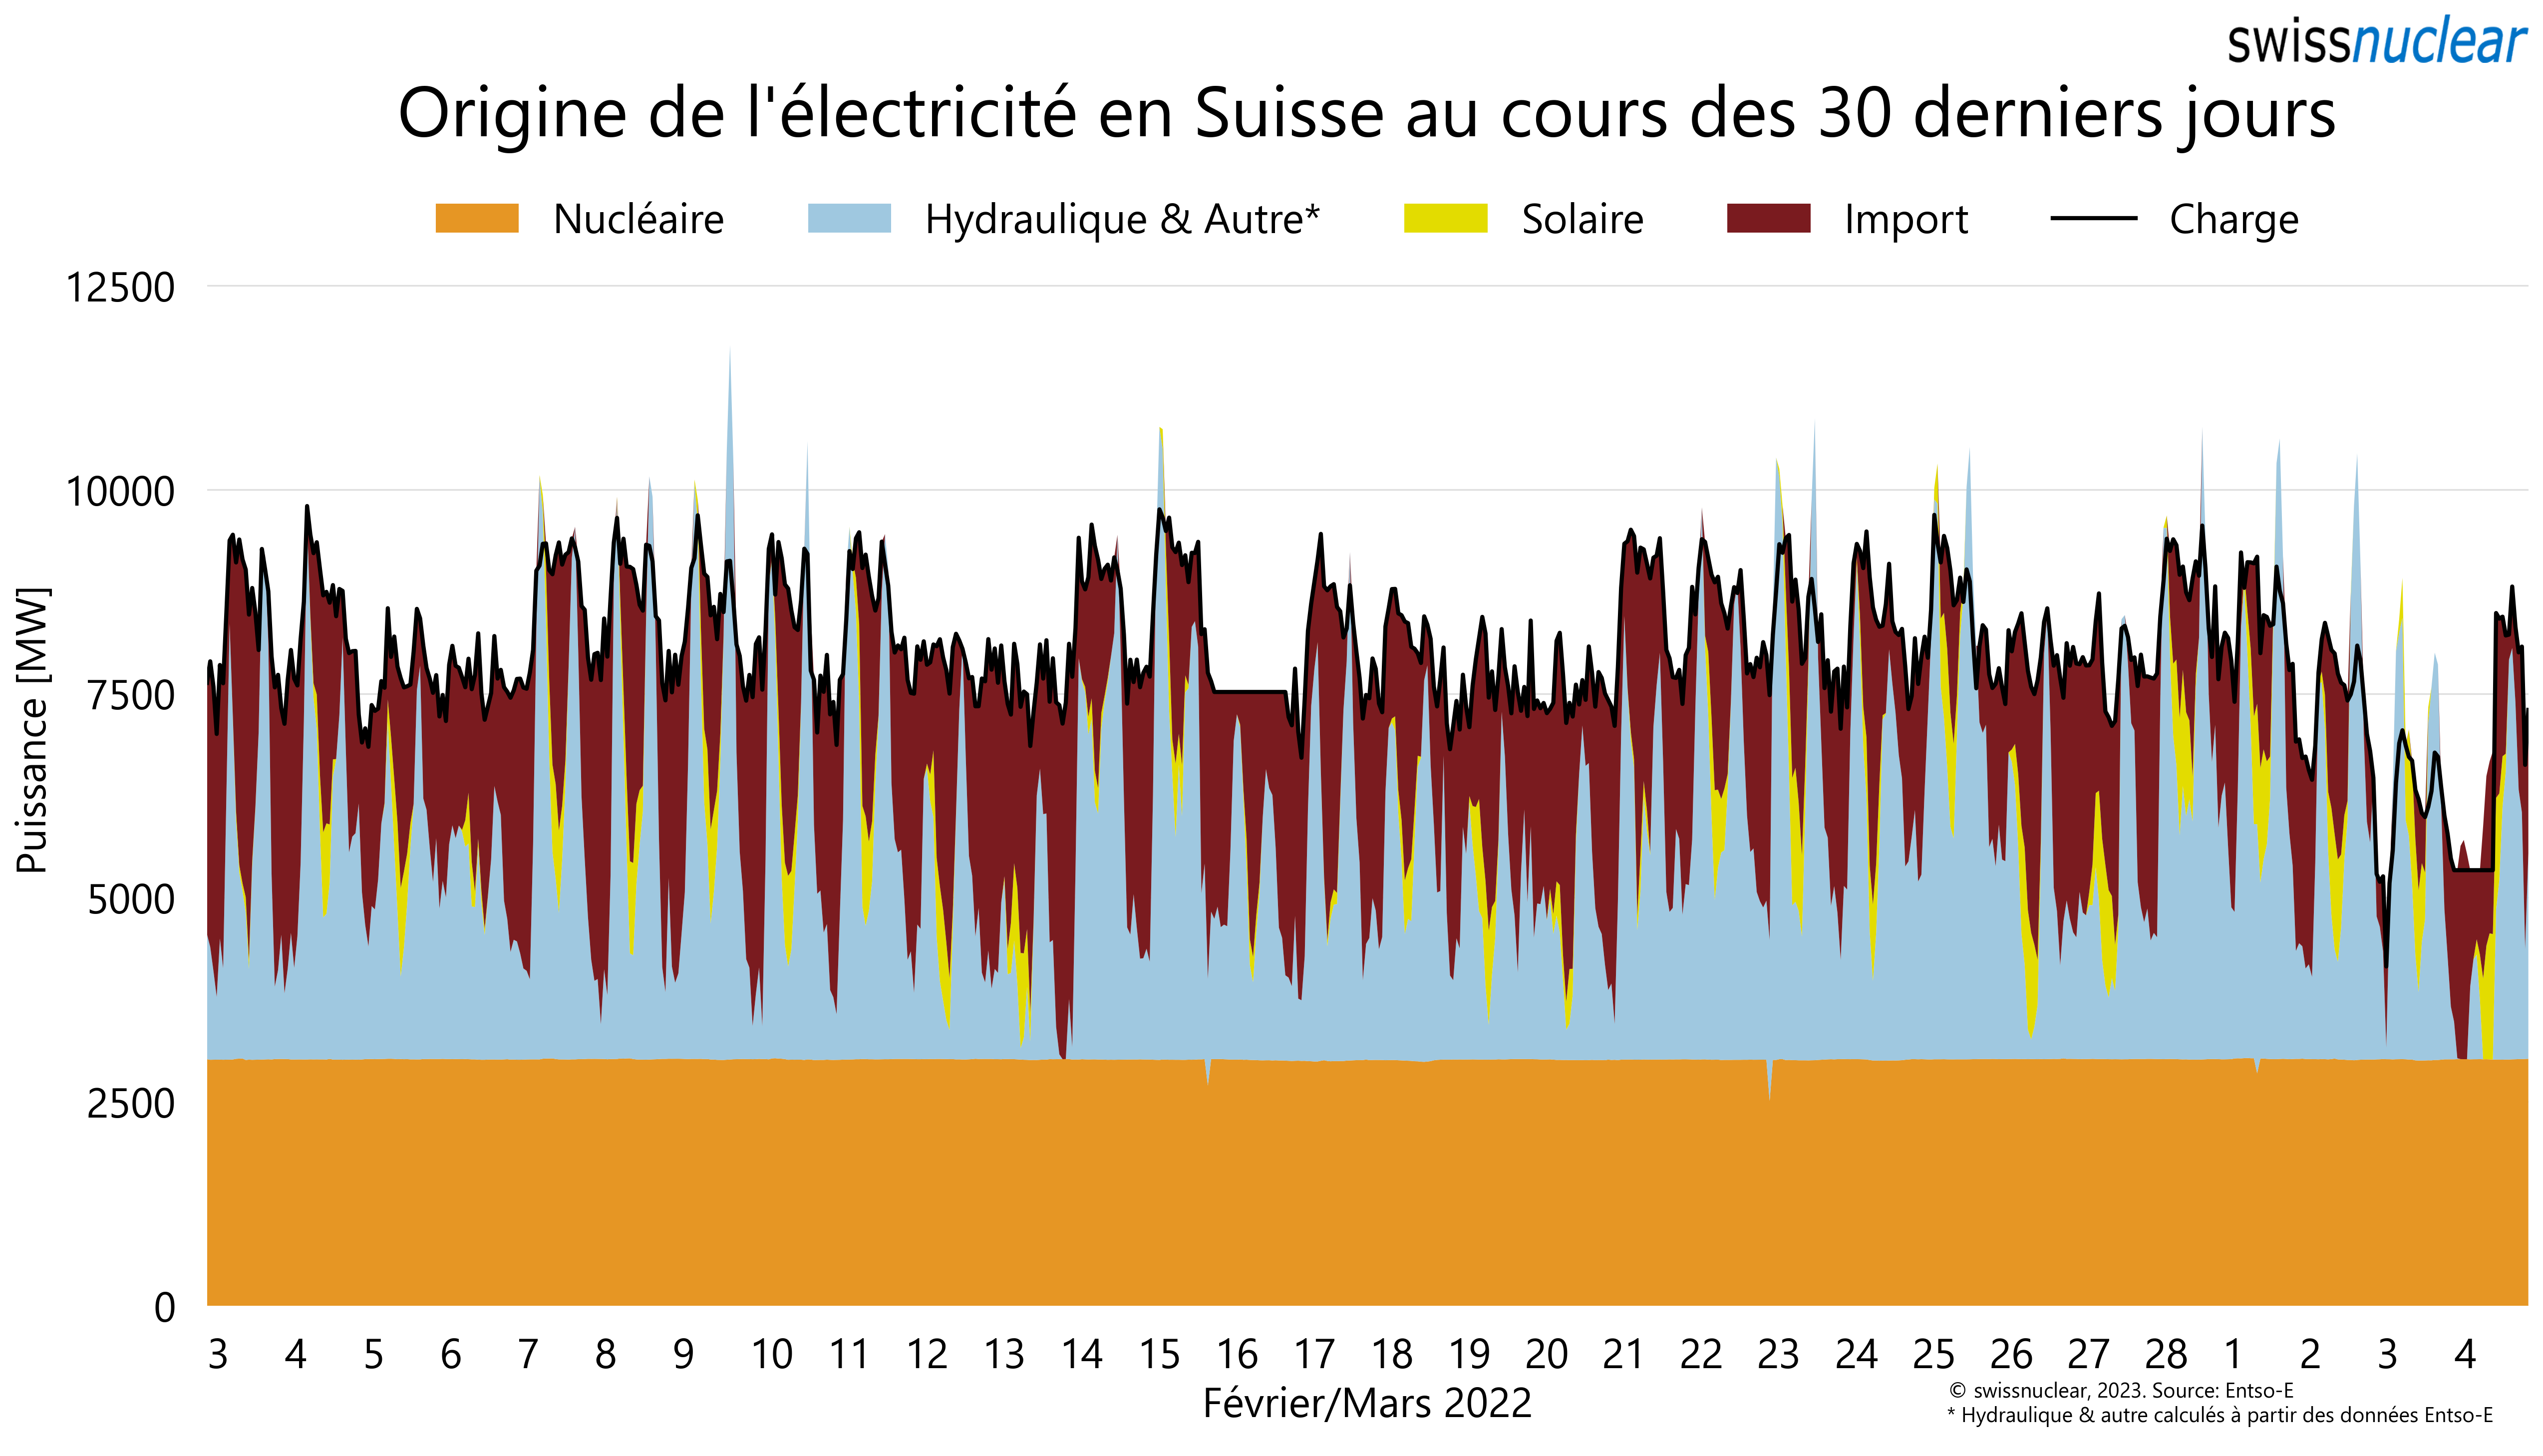 swissnuclear
Origine de l'électricité en Suisse au cours des 30 derniers jours
Nucléaire Hydraulique & Autre* Solaire Import Charge
12500
10000
7500
5000
2500
0
Puissance [MW]
3 4 5 6 7 8 9 10 11 12 13 14 15 16 17 18 19 20 21 22 23 24 25 26 27 28 1 2 3 4
Février/Mars 2022
© swissnuclear, 2023. Source: Entso-E
* Hydraulique & autre calculés à partir des données Entso-E